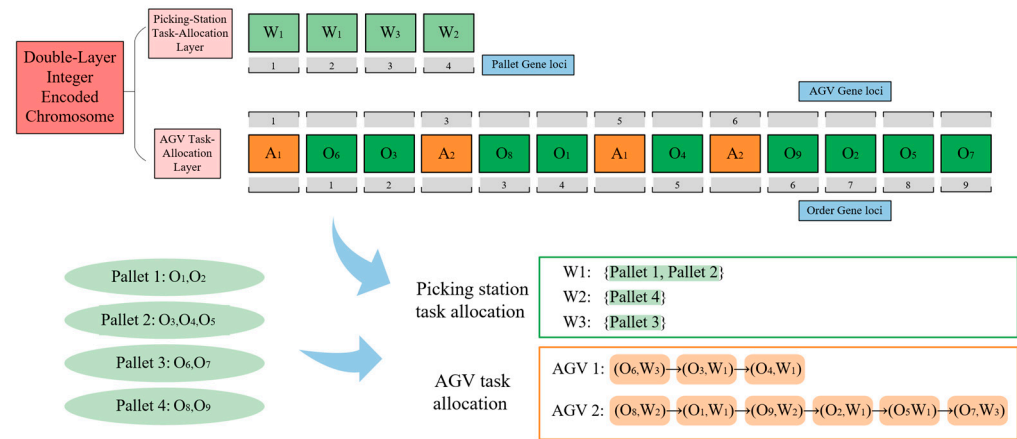 Double-Layer
Integer
Encoded
Chromosome
Picking-Station
Task-Allocation
Layer
W1 W1 W3 W2
1 2 3 4
Pallet Gene loci
AGV Gene loci
1 3 5 6
AGV Task-
Allocation
Layer
A1 O6 O3 A2 O8 O1 A1 O4 A2 O9 O2 O5 O7
1 2 3 4 5 6 7 8 9
Order Gene loci
Pallet 1: O1,O2
Pallet 2: O3,O4,O5
Pallet 3: O6,O7
Pallet 4: O8,O9
Picking station
task allocation
W1: {Pallet 1, Pallet 2}
W2: {Pallet 4}
W3: {Pallet 3}
AGV task
allocation
AGV 1: (O6,W3)→(O3,W1)→(O4,W1)
AGV 2: (O8,W2)→(O1,W1)→(O9,W2)→(O2,W1)→(O5W1)→(O7,W3)